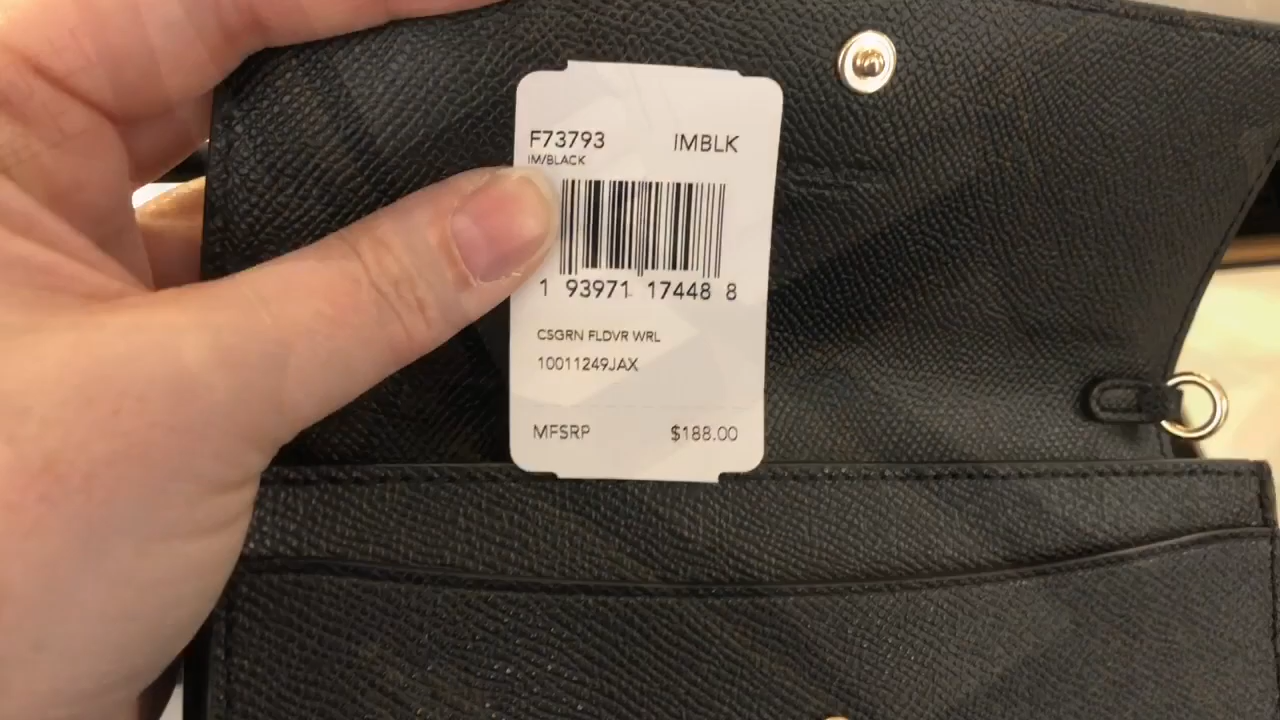 F73793 IMBLK
IM/BLACK
1 93971 17448 8
CSGRN FLDVR WRL
10011249JAX
MFSRP $188.00